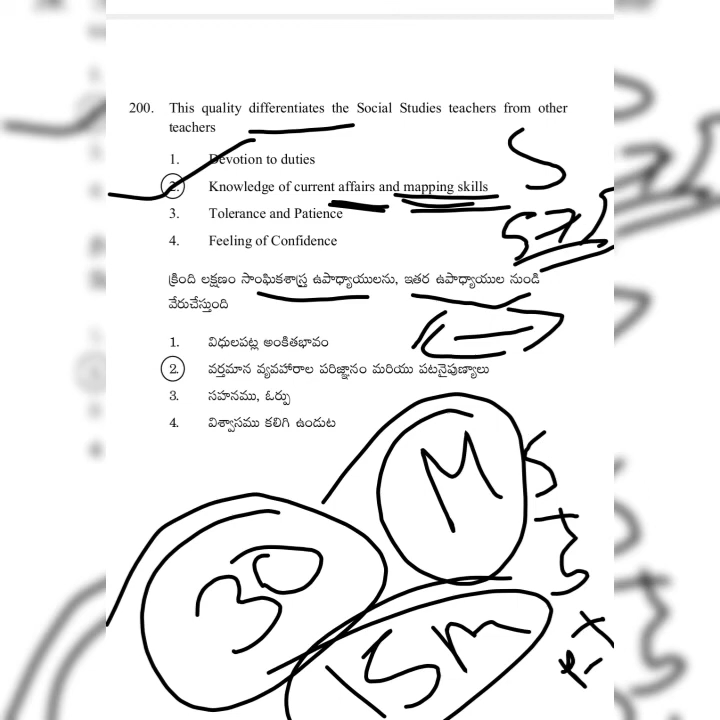 200. This quality differentiates the Social Studies teachers from other
teachers
1. Devotion to duties
2. Knowledge of current affairs and mapping skills
3. Tolerance and Patience
4. Feeling of Confidence
క్రింది లక్షణం సాంఘికశాస్త్ర ఉపాధ్యాయులను, ఇతర ఉపాధ్యాయుల నుండి
వేరుచేస్తుంది
1. విధులపట్ల అంకితభావం
2. వర్తమాన వ్యవహారాల పరిజ్ఞానం మరియు పటనైపుణ్యాలు
3. సహనము, ఓర్పు
4. విశ్వాసము కలిగి ఉండుట
M
30